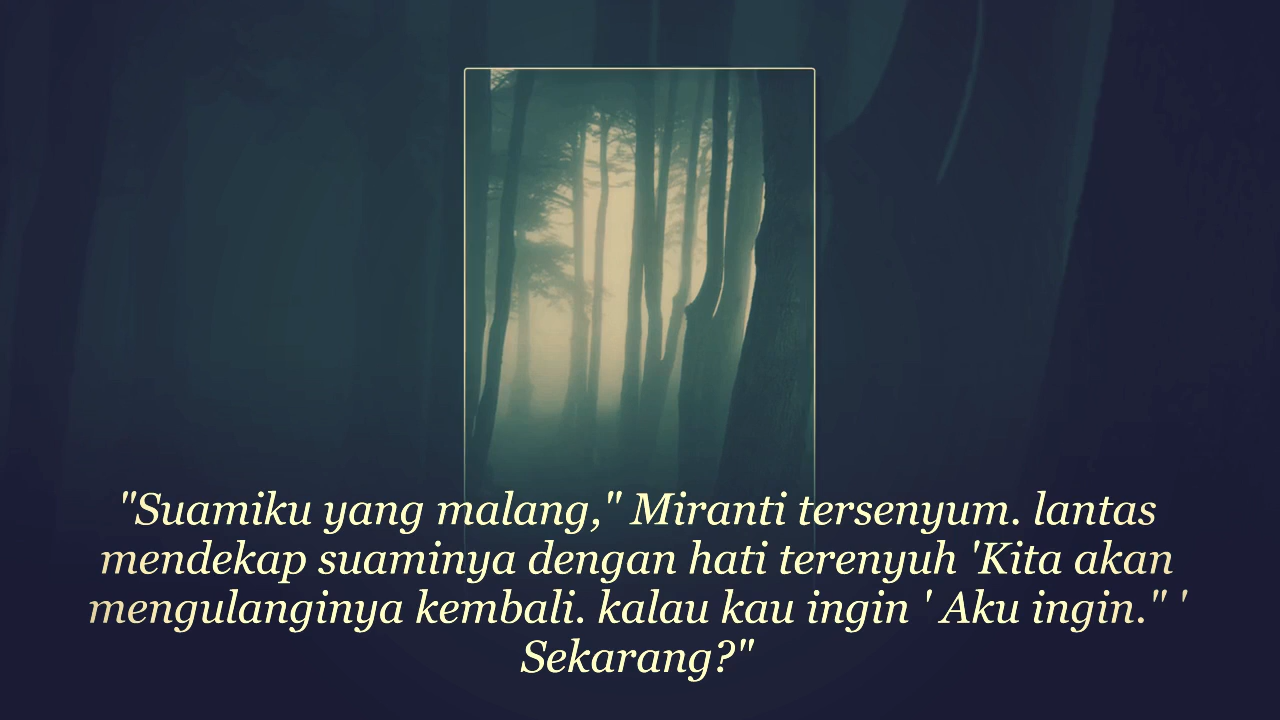 "Suamiku yang malang," Miranti tersenyum. lantas
mendekap suaminya dengan hati terenyuh 'Kita akan
mengulanginya kembali. kalau kau ingin ' Aku ingin." '
Sekarang?"